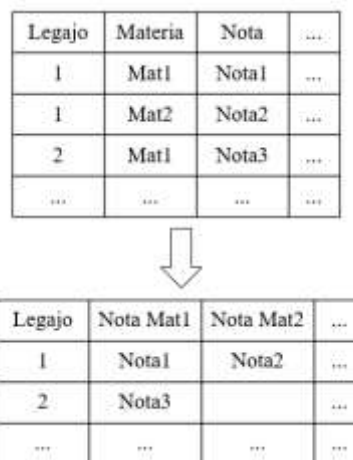 Legajo Materia Nota ...
1 Mat1 Nota1 ...
1 Mat2 Nota2 ...
2 Mat1 Nota3 ...
... ... ... ...
Legajo Nota Mat1 Nota Mat2 ...
1 Nota1 Nota2 ...
2 Nota3 ...
... ... ... ...